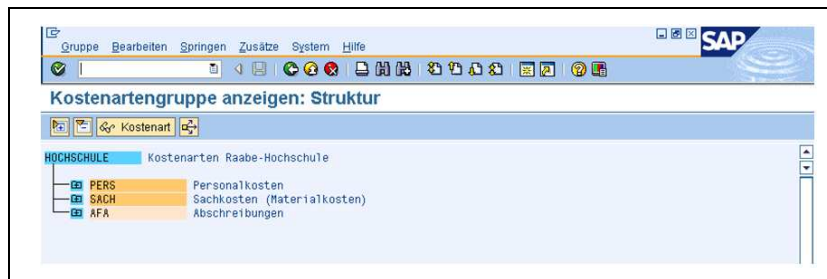 Gruppe Bearbeiten Springen Zusätze System Hilfe
SAP
Kostenartengruppe anzeigen: Struktur
Kostenart
HOCHSCHULE Kostenarten Raabe-Hochschule
PERS Personalkosten
SACH Sachkosten (Materialkosten)
AFA Abschreibungen